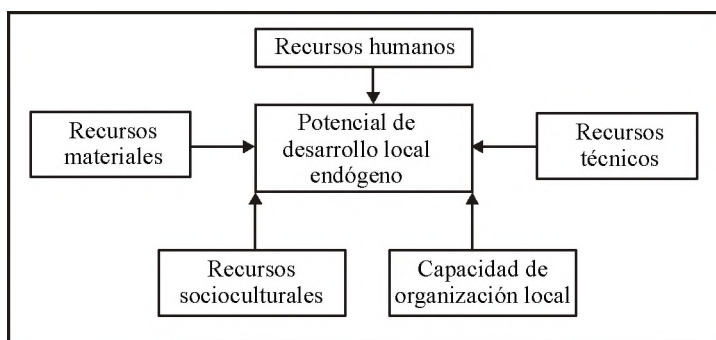 Recursos humanos
Potencial de
desarrollo local
endógeno
Recursos
materiales
Recursos
técnicos
Recursos
socioculturales
Capacidad de
organización local